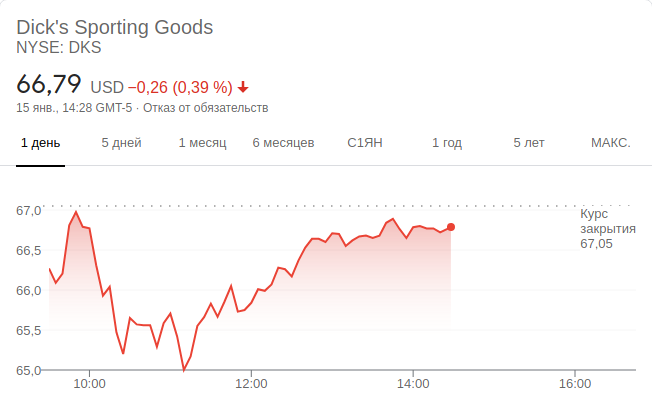 Dick's Sporting Goods
NYSE: DKS
66,79 USD −0,26 (0,39 %)
15 янв., 14:28 GMT-5 · Отказ от обязательств
1 день 5 дней 1 месяц 6 месяцев С1ЯН 1 год 5 лет МАКС.
67,0
Курс
закрытия
67,05
66,5
66,0
65,5
65,0
10:00 12:00 14:00 16:00